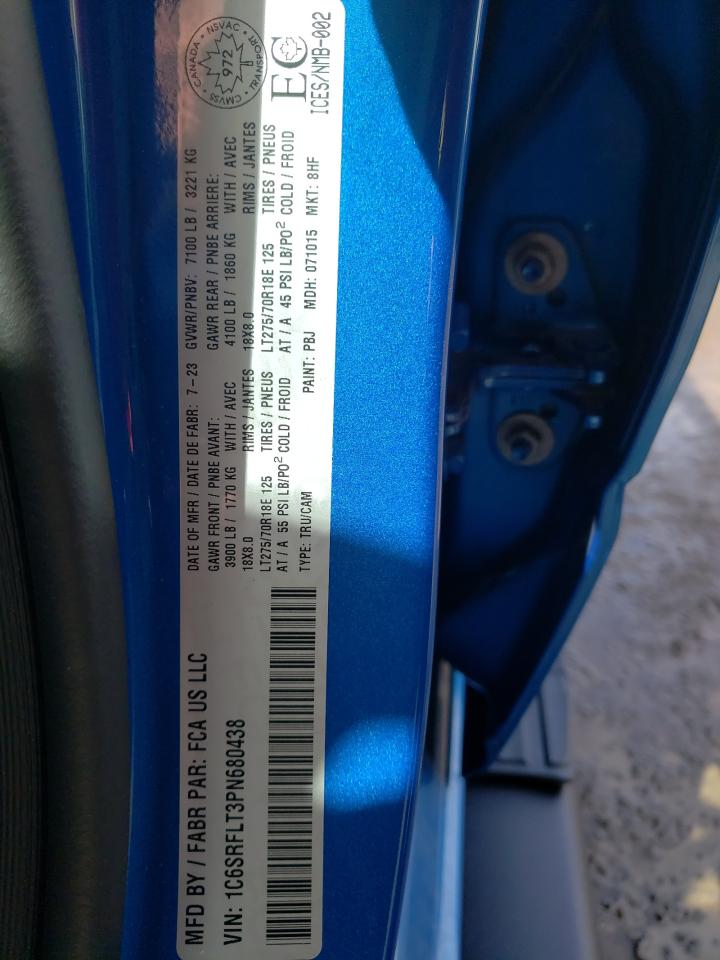 MFD BY / FABR PAR: FCA US LLC
VIN: 1C6SRFLT3PN680438
DATE OF MFR / DATE DE FABR: 7-23 GVWR/PNBV: 7100 LB / 3221 KG
GAWR FRONT / PNBE AVANT: GAWR REAR / PNBE ARRIERE:
3900 LB / 1770 KG WITH / AVEC 4100 LB / 1860 KG WITH / AVEC
18X8.0 RIMS / JANTES 18X8.0 RIMS / JANTES
LT275/70R18E 125 TIRES / PNEUS LT275/70R18E 125 TIRES / PNEUS
AT / A 55 PSI LB/PO² COLD / FROID AT / A 45 PSI LB/PO² COLD / FROID
TYPE: TRU/CAM PAINT: PBJ MDH: 071015 MKT: 8HF
CANADA NSVAC
972
CMVSS TRANSPORT
EC
ICES/NMB-002